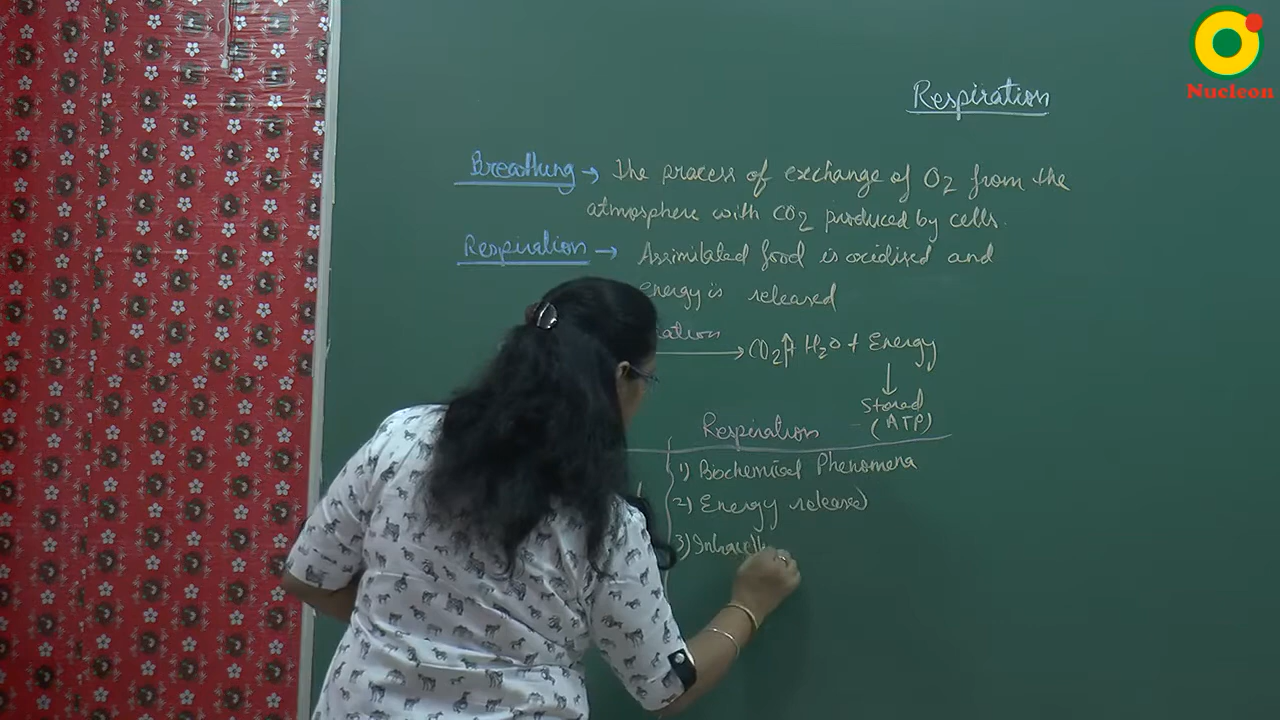 Nucleon
Respiration
Breathing → The process of exchange of O2 from the
atmosphere with CO2 produced by cells.
Respiration → Assimilated food is oxidised and
energy is released
→ CO2↑+ H2O + Energy
↓
Stored
(ATP)
Respiration
1) Biochemical Phenomena
2) Energy released
3) Intracell